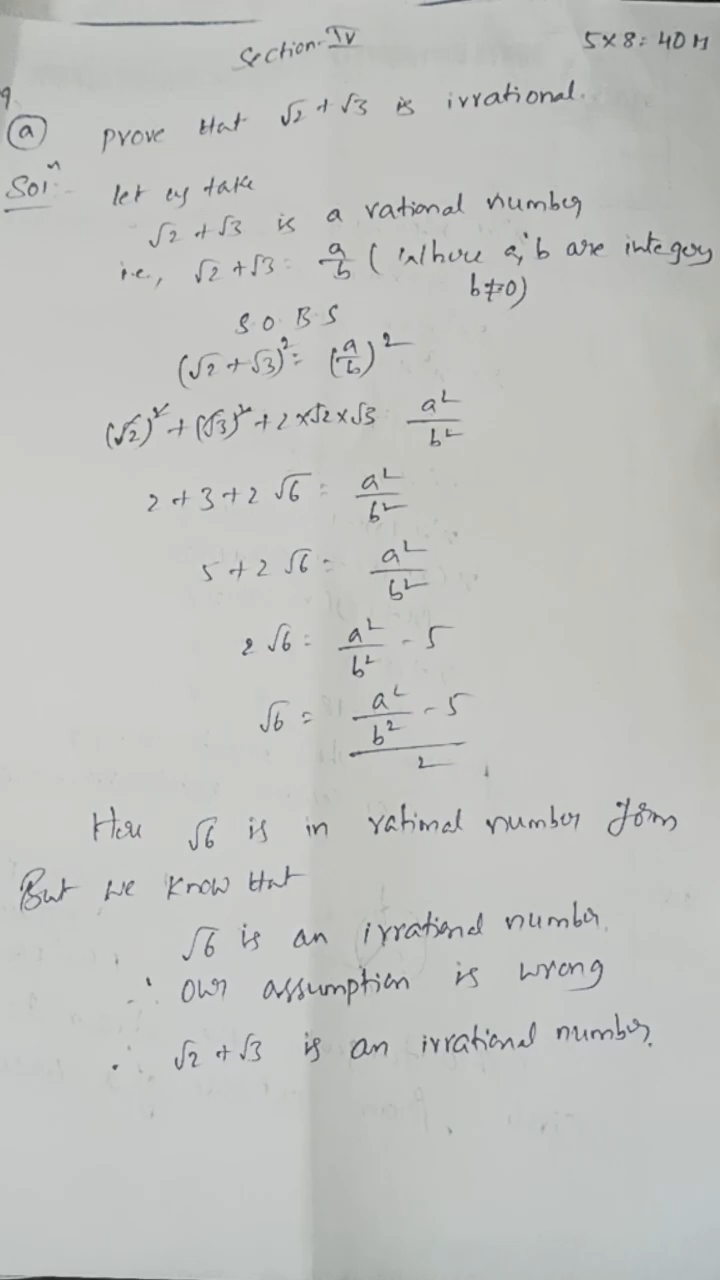 Section-IV
5×8=40M
9
(a) prove that √2+√3 is irrational.
Solⁿ:- let us take
√2+√3 is a rational number
i.e., √2+√3 = a/b (Where a, b are integers
b≠0)
S.O.B.S
(√2+√3)² = (a/b)²
(√2)²+(√3)²+2×√2×√3 a²/b²
2+3+2√6 = a²/b²
5+2√6 = a²/b²
2√6 = a²/b² - 5
√6 = (a²/b² - 5)/2
Here √6 is in rational number form
But we know that
√6 is an irrational number.
∴ our assumption is wrong
∴ √2+√3 is an irrational number.